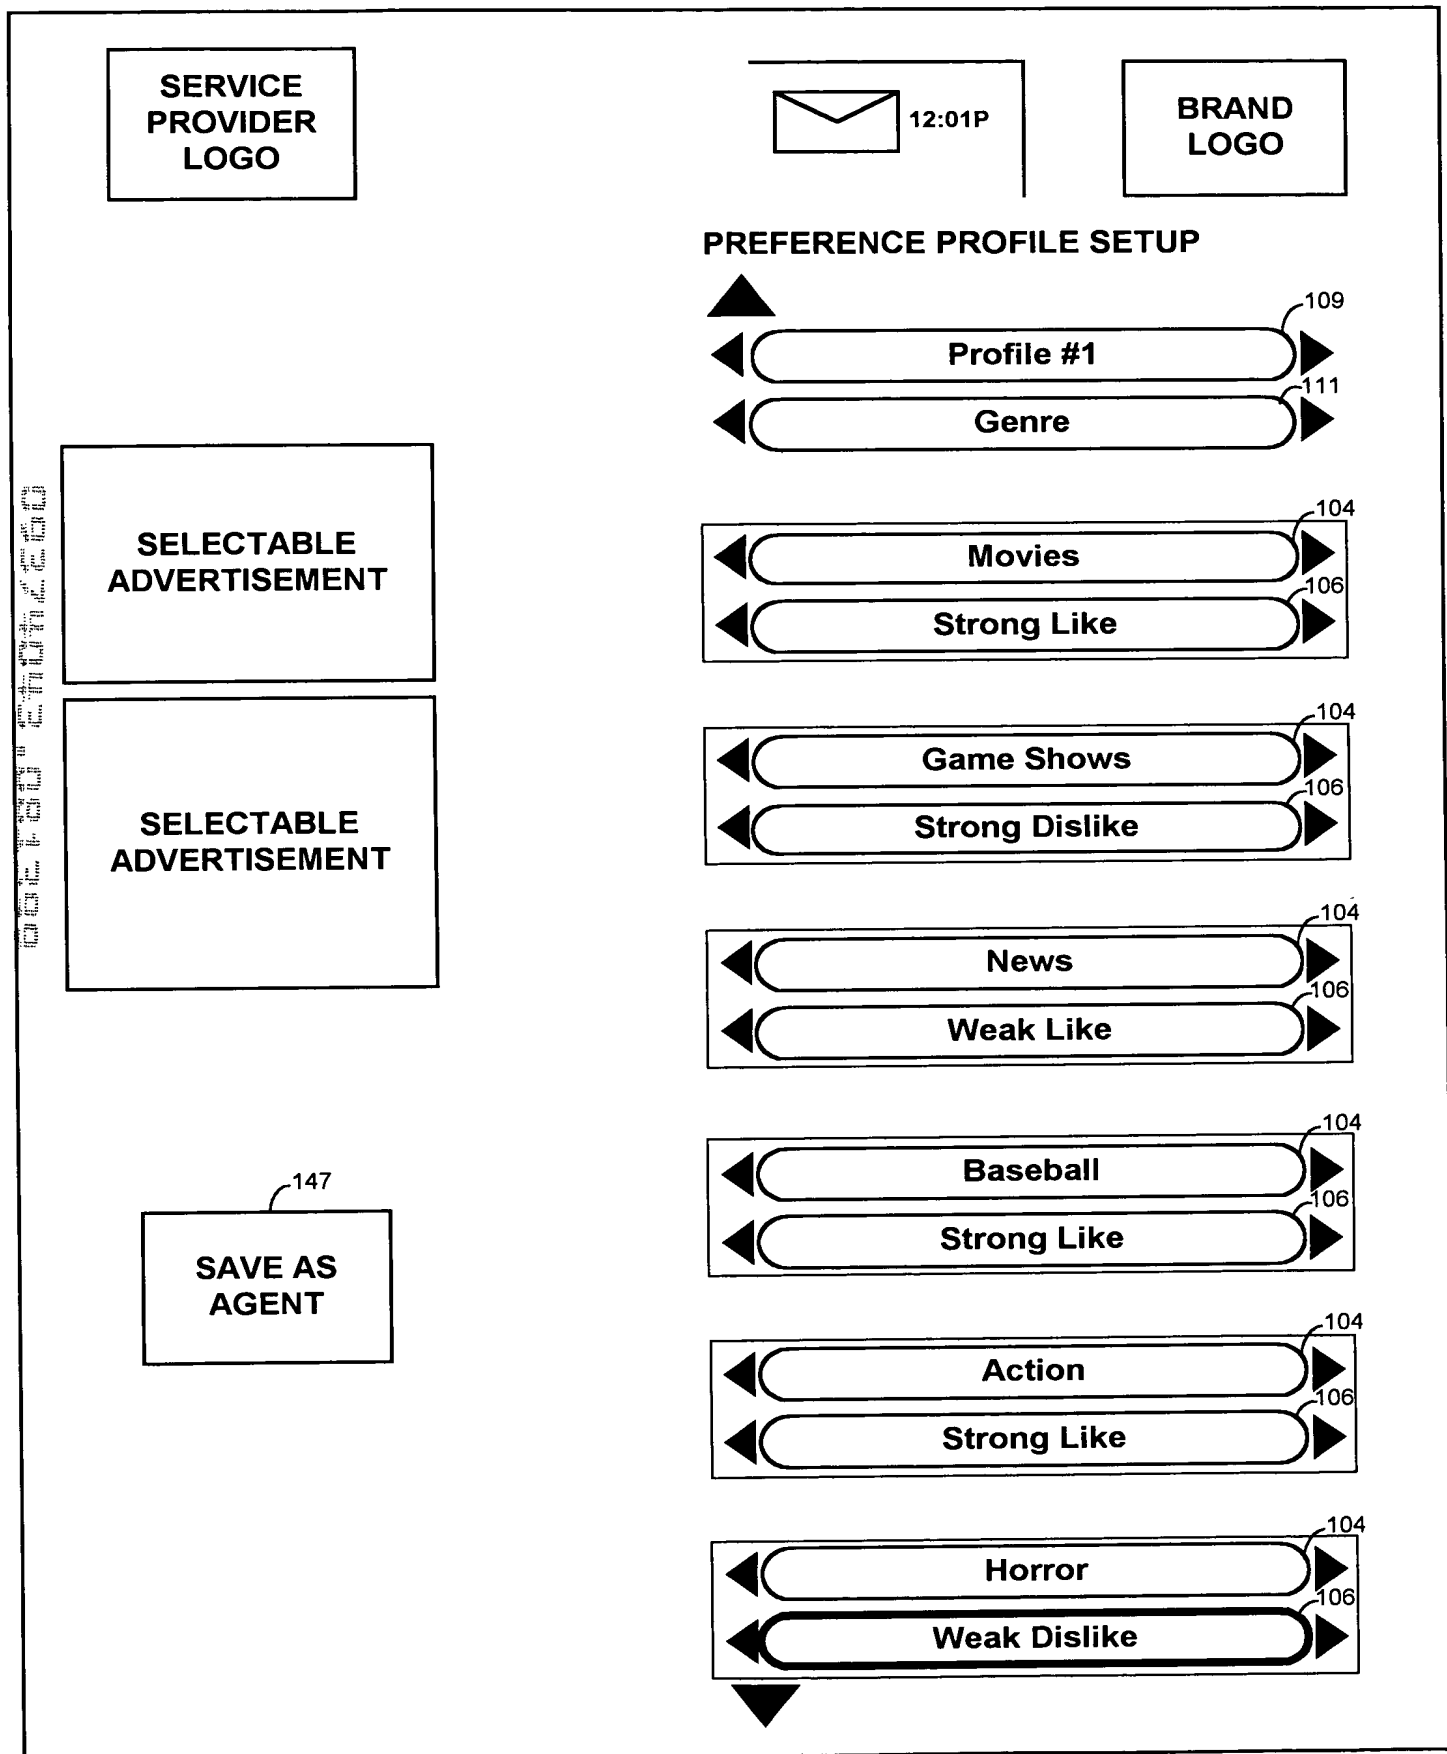 SERVICE
PROVIDER
LOGO
12:01P
BRAND
LOGO
PREFERENCE PROFILE SETUP
109
Profile #1
111
Genre
SELECTABLE
ADVERTISEMENT
104
Movies
106
Strong Like
SELECTABLE
ADVERTISEMENT
104
Game Shows
106
Strong Dislike
104
News
106
Weak Like
147
SAVE AS
AGENT
104
Baseball
106
Strong Like
104
Action
106
Strong Like
104
Horror
106
Weak Dislike